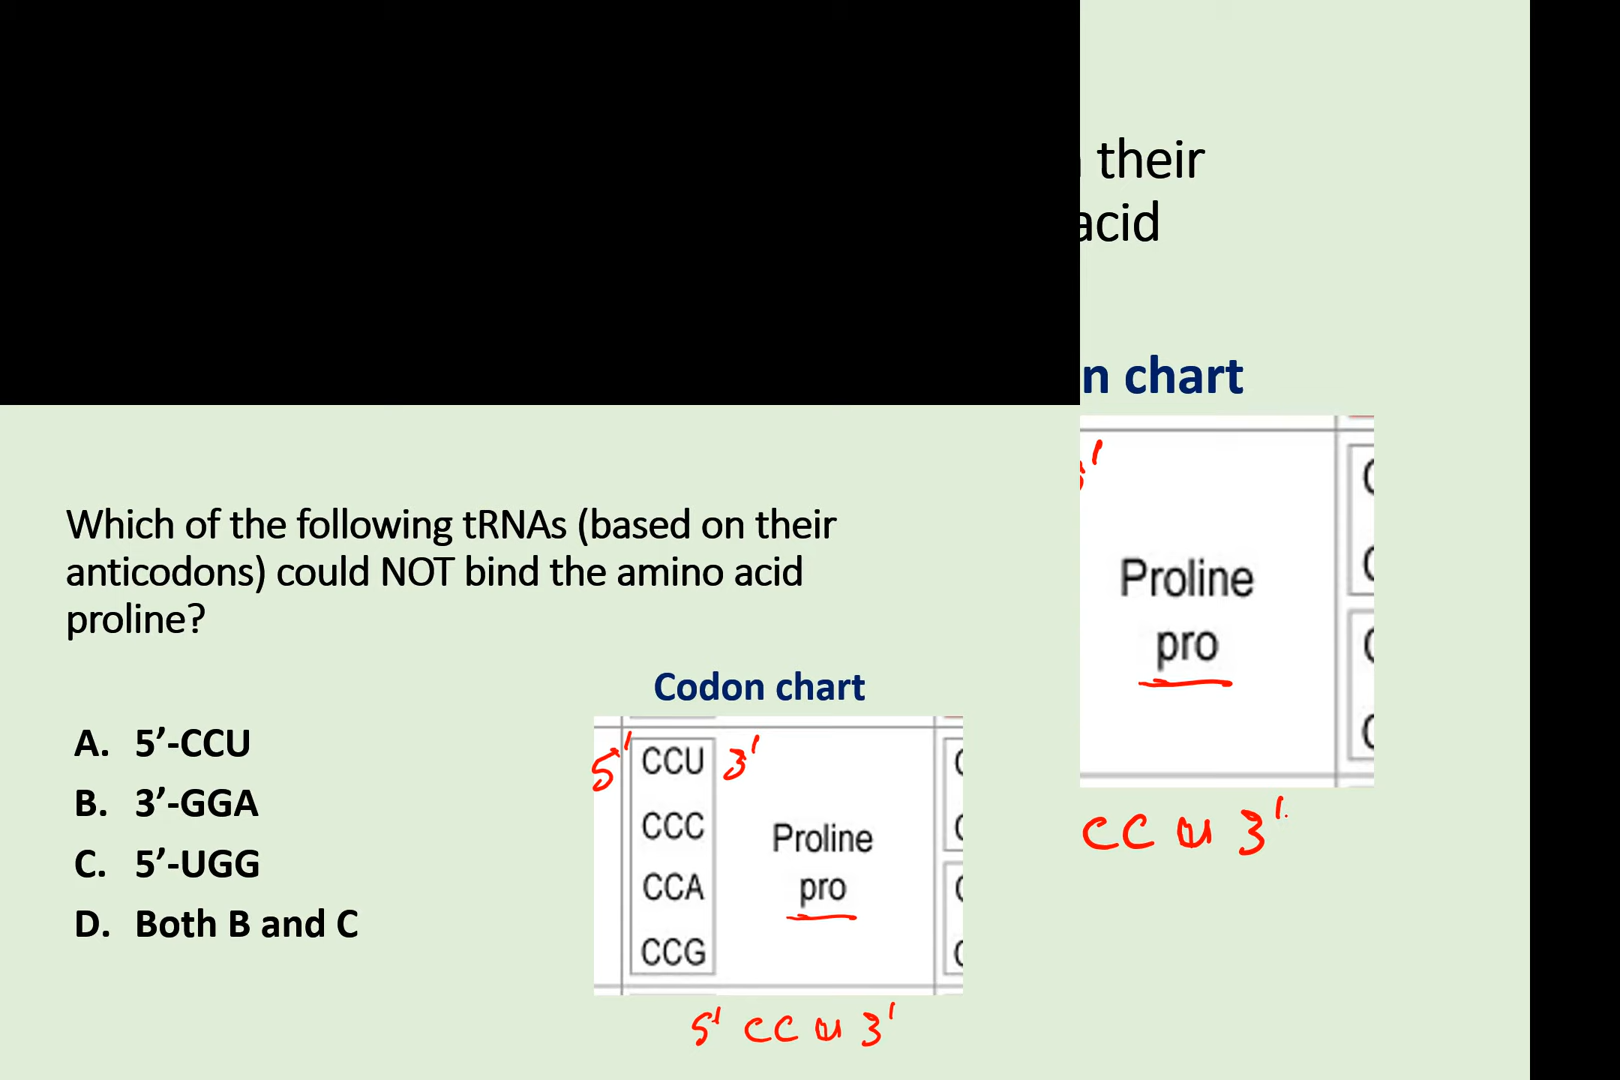 their
acid
n chart
Proline
pro
CC U 3'
Which of the following tRNAs (based on their
anticodons) could NOT bind the amino acid
proline?
Codon chart
A. 5’-CCU
B. 3’-GGA
C. 5’-UGG
D. Both B and C
5' CCU 3'
CCC
CCA
CCG
Proline
pro
5' CC U 3'